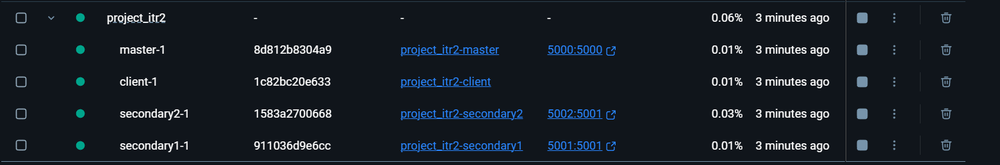 project_itr2 - - - 0.06% 3 minutes ago
master-1 8d812b8304a9 project_itr2-master 5000:5000 0.01% 3 minutes ago
client-1 1c82bc20e633 project_itr2-client 0.01% 3 minutes ago
secondary2-1 1583a2700668 project_itr2-secondary2 5002:5001 0.03% 3 minutes ago
secondary1-1 911036d9e6cc project_itr2-secondary1 5001:5001 0.01% 3 minutes ago